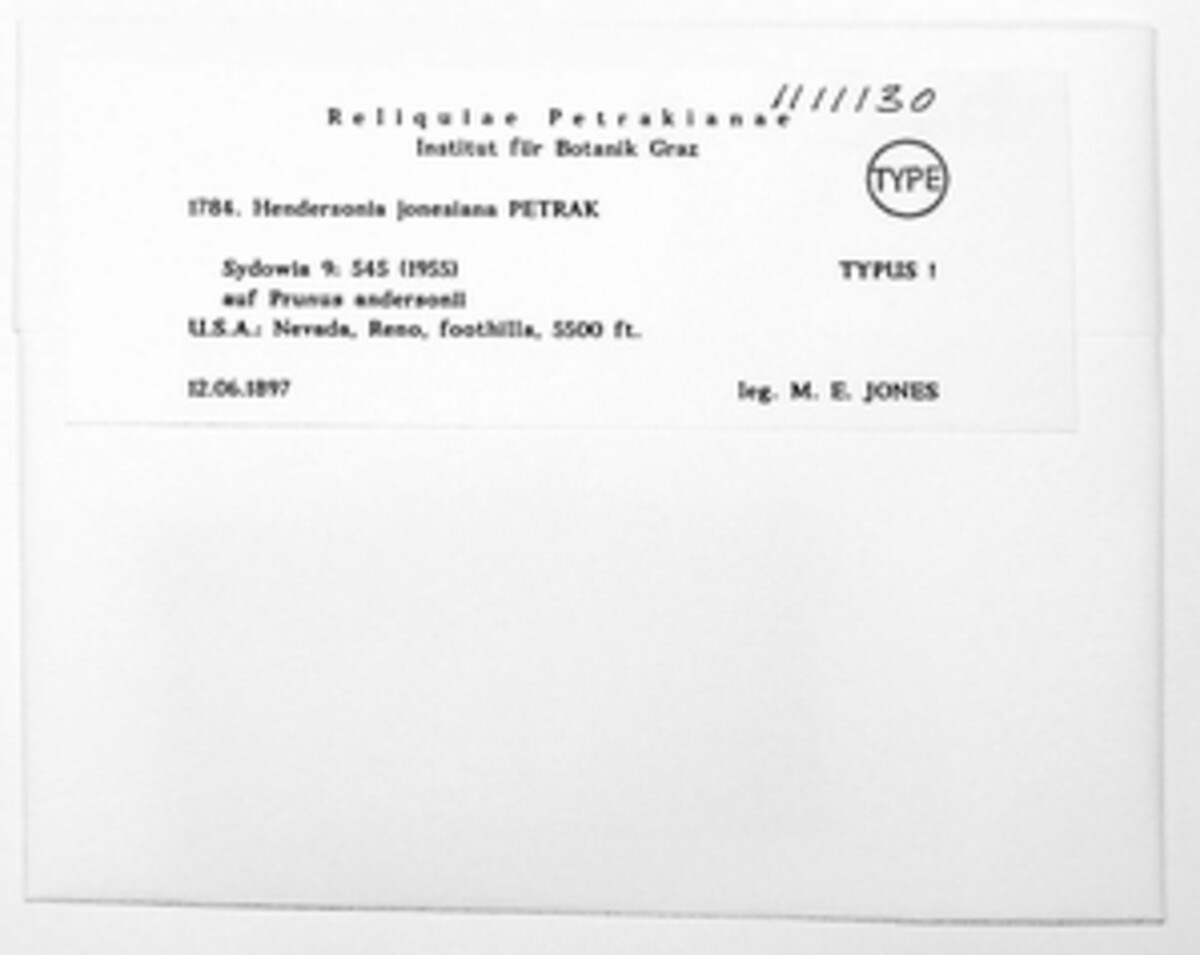 1111130
Reliquiae Petrakianae
Institut für Botanik Graz
TYPE
1784. Hendersonia jonesiana PETRAK
Sydowia 9: 545 (1955) TYPUS !
auf Prunus andersonii
U.S.A.: Nevada, Reno, foothills, 5500 ft.
12.06.1897 leg. M. E. JONES